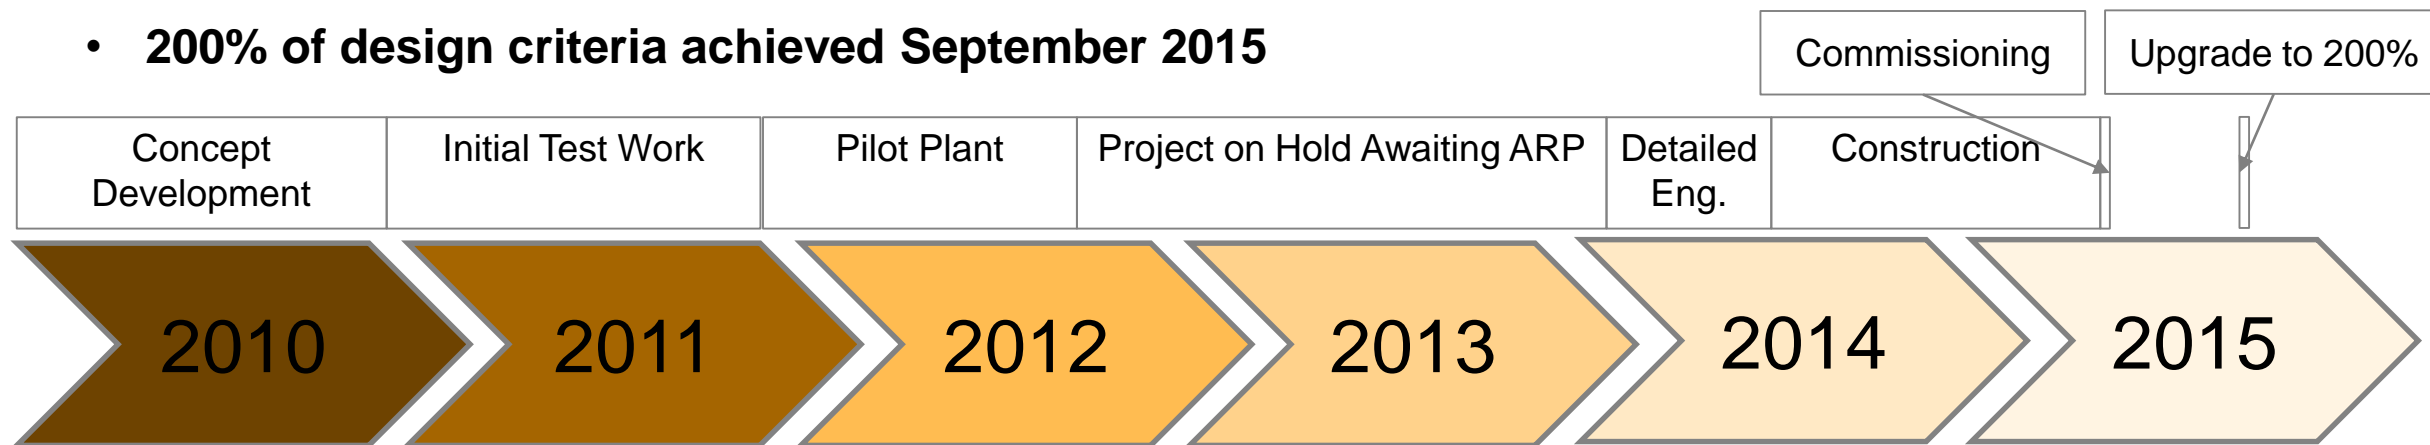 • 200% of design criteria achieved September 2015
Commissioning
Upgrade to 200%
Concept
Development
Initial Test Work
Pilot Plant
Project on Hold Awaiting ARP
Detailed
Eng.
Construction
2010
2011
2012
2013
2014
2015